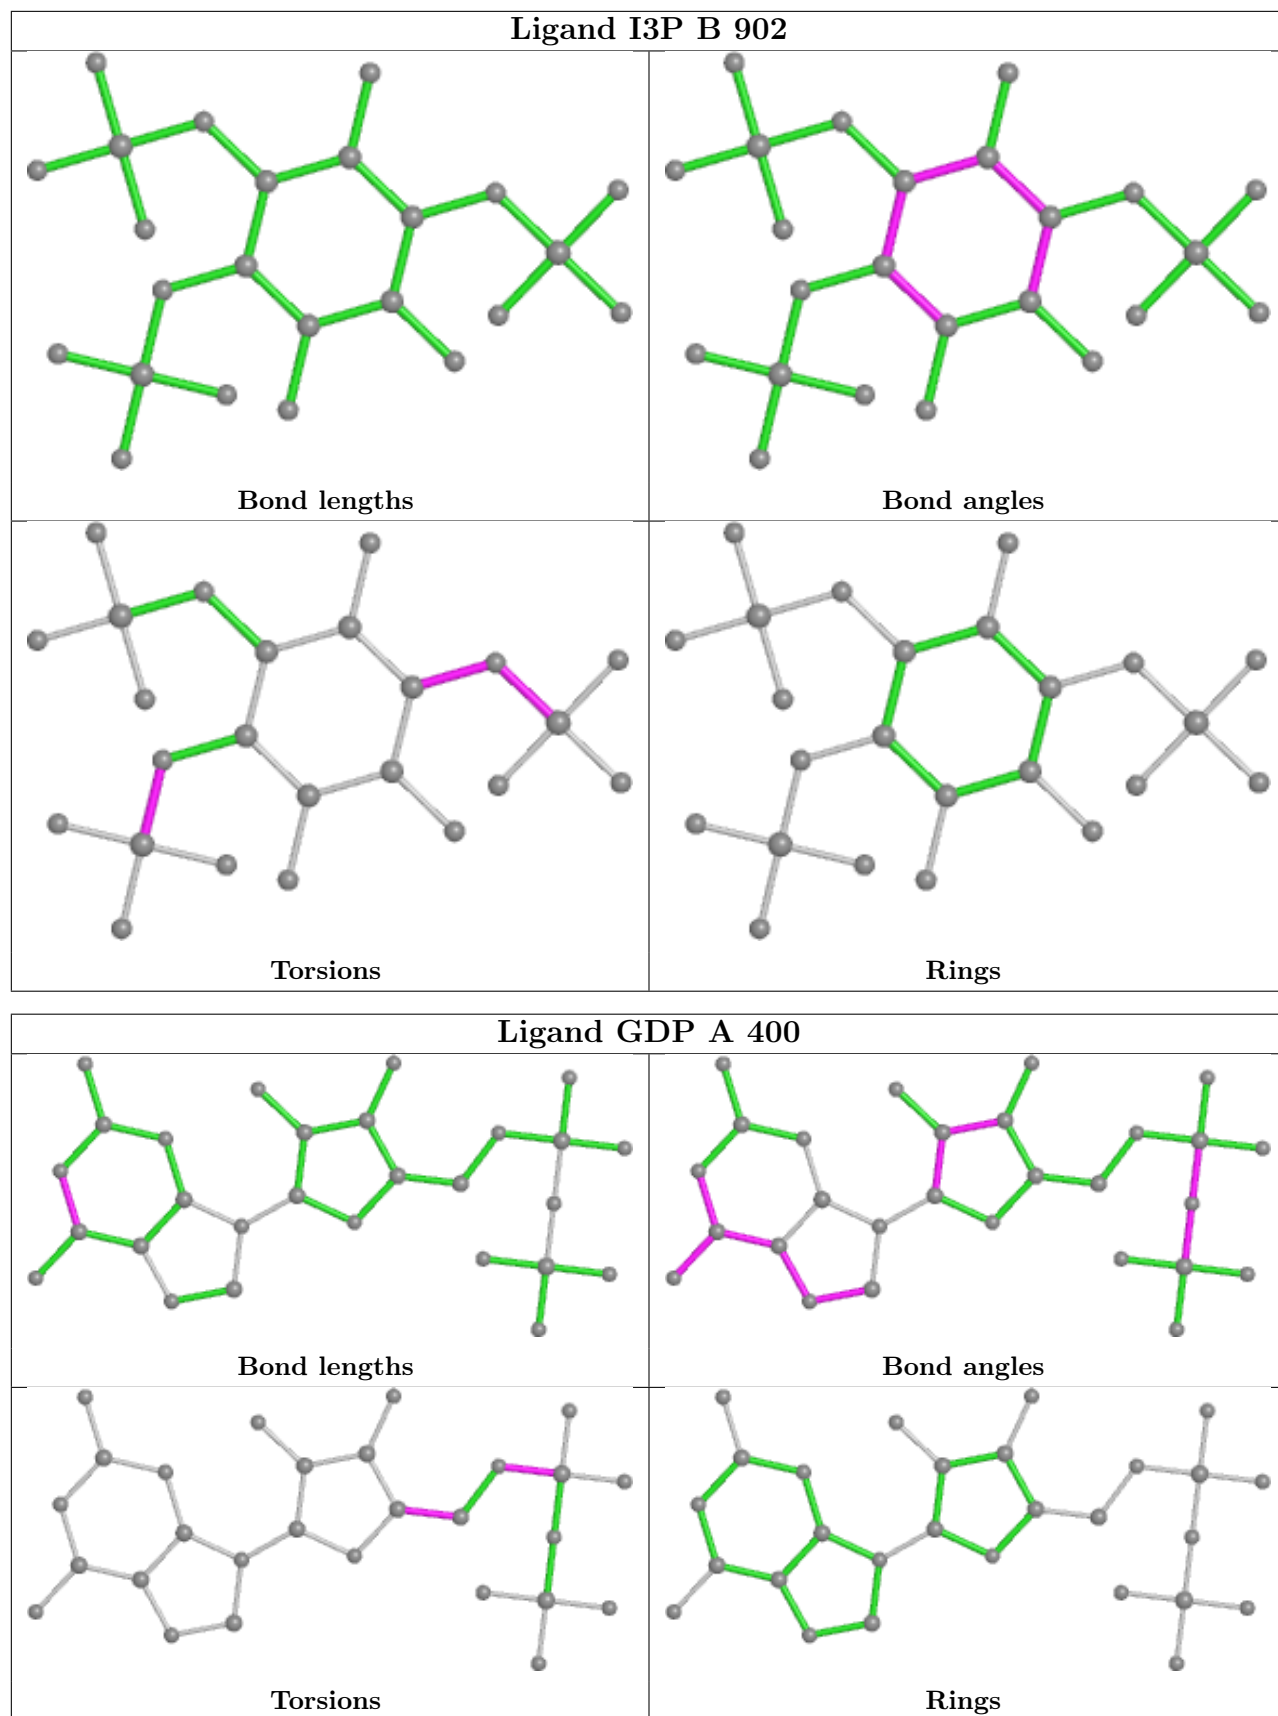 Ligand I3P B 902
Bond lengths
Bond angles
Torsions
Rings
Ligand GDP A 400
Bond lengths
Bond angles
Torsions
Rings